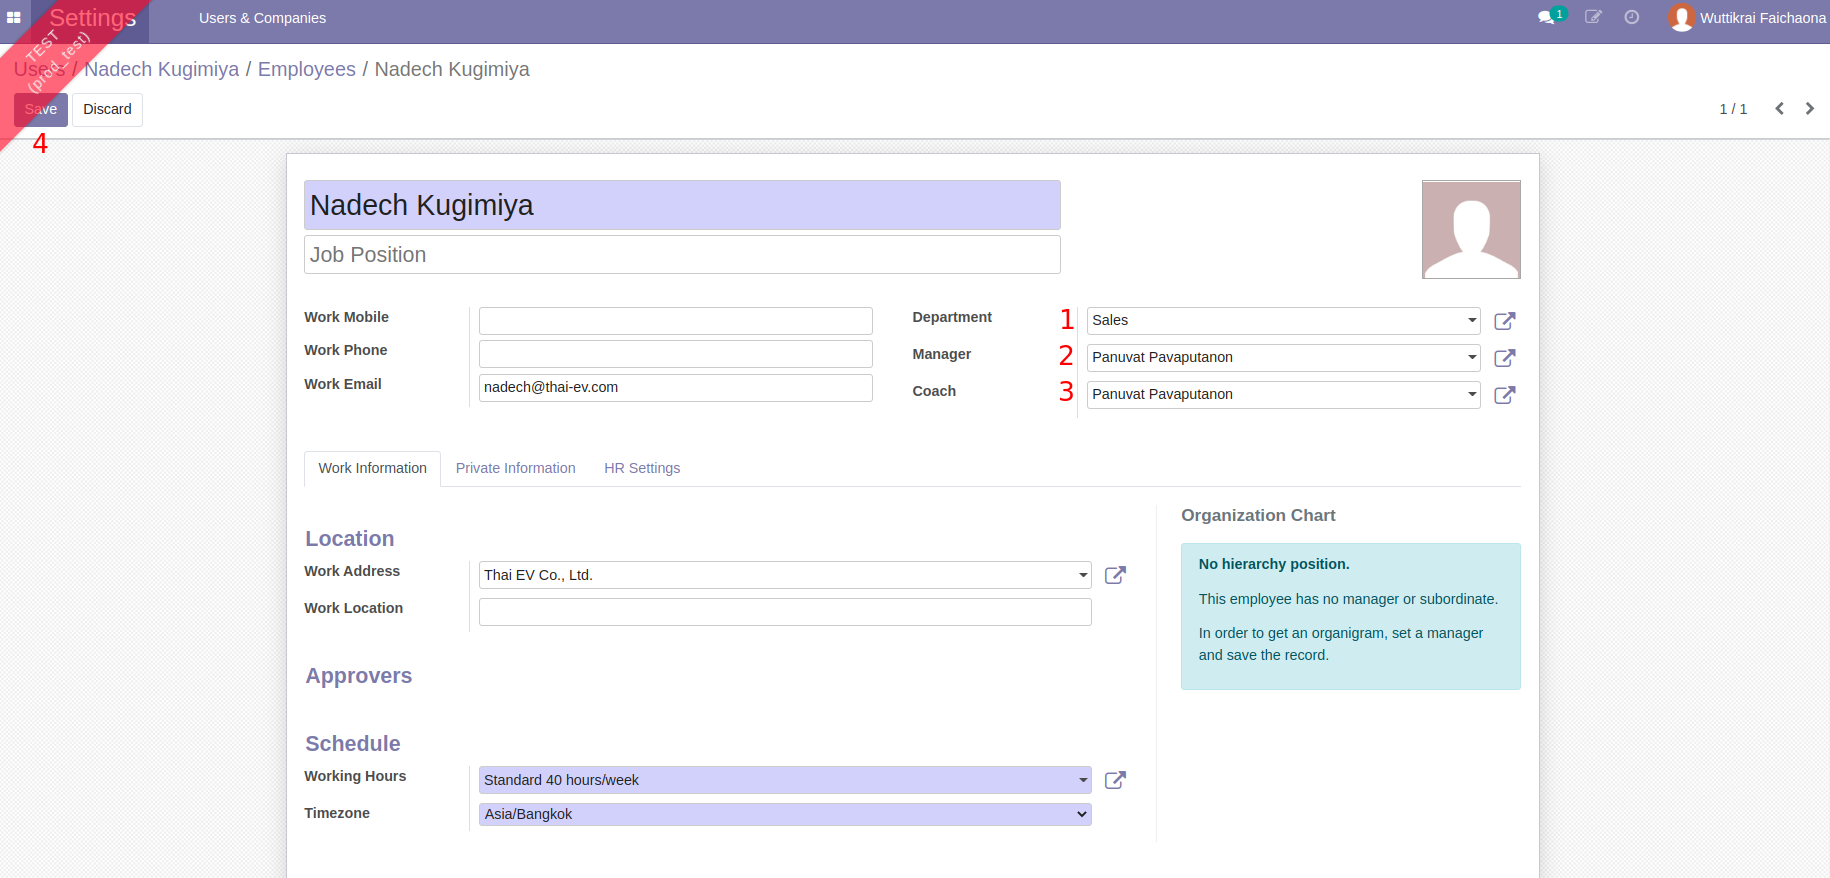 Settings
Users & Companies
1
Wuttikrai Faichaona
TEST
(prod_test)
Users / Nadech Kugimiya / Employees / Nadech Kugimiya
Save
Discard
1 / 1
4
Nadech Kugimiya
Job Position
Work Mobile
Work Phone
Work Email
nadech@thai-ev.com
Department
1
Sales
Manager
2
Panuvat Pavaputanon
Coach
3
Panuvat Pavaputanon
Work Information
Private Information
HR Settings
Location
Work Address
Thai EV Co., Ltd.
Work Location
Approvers
Schedule
Working Hours
Standard 40 hours/week
Timezone
Asia/Bangkok
Organization Chart
No hierarchy position.
This employee has no manager or subordinate.
In order to get an organigram, set a manager
and save the record.